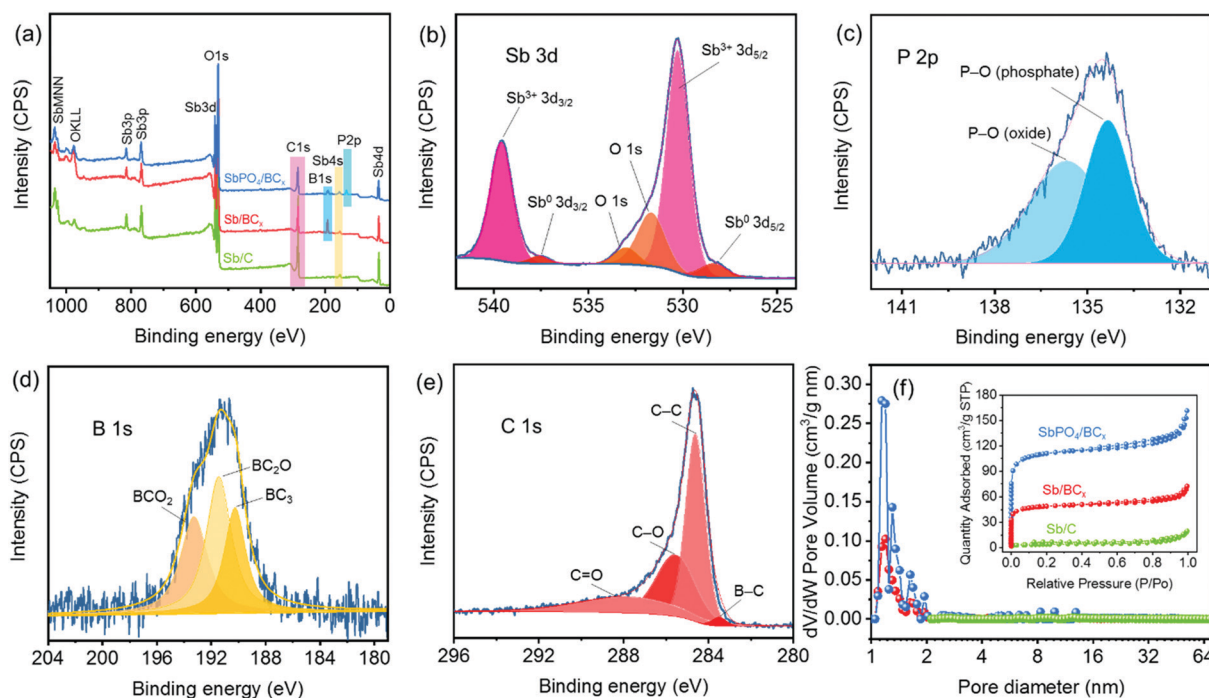 (a)
Intensity (CPS)
SbMNN
OKLL
Sb3p
Sb3p
Sb3d
O1s
C1s
Sb4s
B1s
P2p
Sb4d
SbPO₄/BCₓ
Sb/BCₓ
Sb/C
1000 800 600 400 200 0
Binding energy (eV)
(b)
Intensity (CPS)
Sb 3d
Sb³⁺ 3d₅/₂
Sb³⁺ 3d₃/₂
O 1s
O 1s
Sb⁰ 3d₃/₂
Sb⁰ 3d₅/₂
540 535 530 525
Binding energy (eV)
(c)
Intensity (CPS)
P 2p
P–O (phosphate)
P–O (oxide)
141 138 135 132
Binding energy (eV)
(d)
Intensity (CPS)
B 1s
BC₂O
BCO₂
BC₃
204 200 196 192 188 184 180
Binding energy (eV)
(e)
Intensity (CPS)
C 1s
C–C
C–O
C=O
B–C
296 292 288 284 280
Binding energy (eV)
(f)
dV/dW Pore Volume (cm³/g nm)
0.30
0.25
0.20
0.15
0.10
0.05
0.00
1 2 4 8 16 32 64
Pore diameter (nm)
Quantity Adsorbed (cm³/g STP)
180
150
120
90
60
30
0
SbPO₄/BCₓ
Sb/BCₓ
Sb/C
0.0 0.2 0.4 0.6 0.8 1.0
Relative Pressure (P/Po)